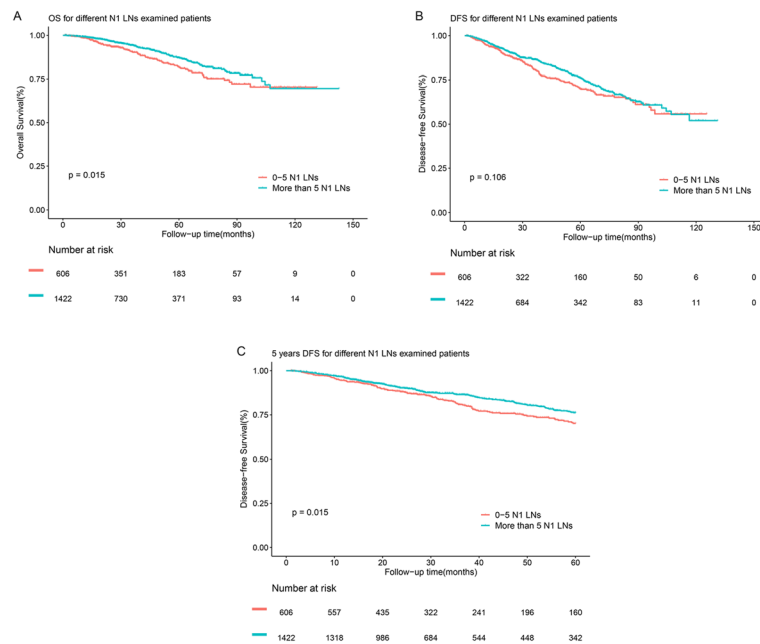 A
OS for different N1 LNs examined patients
1.00
0.75
0.50
0.25
0.00
Overall Survival(%)
p = 0.015
0−5 N1 LNs
More than 5 N1 LNs
0 30 60 90 120 150
Follow-up time(months)
Number at risk
606 351 183 57 9 0
1422 730 371 93 14 0
B
DFS for different N1 LNs examined patients
1.00
0.75
0.50
0.25
0.00
Disease-free Survival(%)
p = 0.106
0−5 N1 LNs
More than 5 N1 LNs
0 30 60 90 120 150
Follow-up time(months)
Number at risk
606 322 160 50 6 0
1422 684 342 83 11 0
C
5 years DFS for different N1 LNs examined patients
1.00
0.75
0.50
0.25
0.00
Disease-free Survival(%)
p = 0.015
0−5 N1 LNs
More than 5 N1 LNs
0 10 20 30 40 50 60
Follow-up time(months)
Number at risk
606 557 435 322 241 196 160
1422 1318 986 684 544 448 342